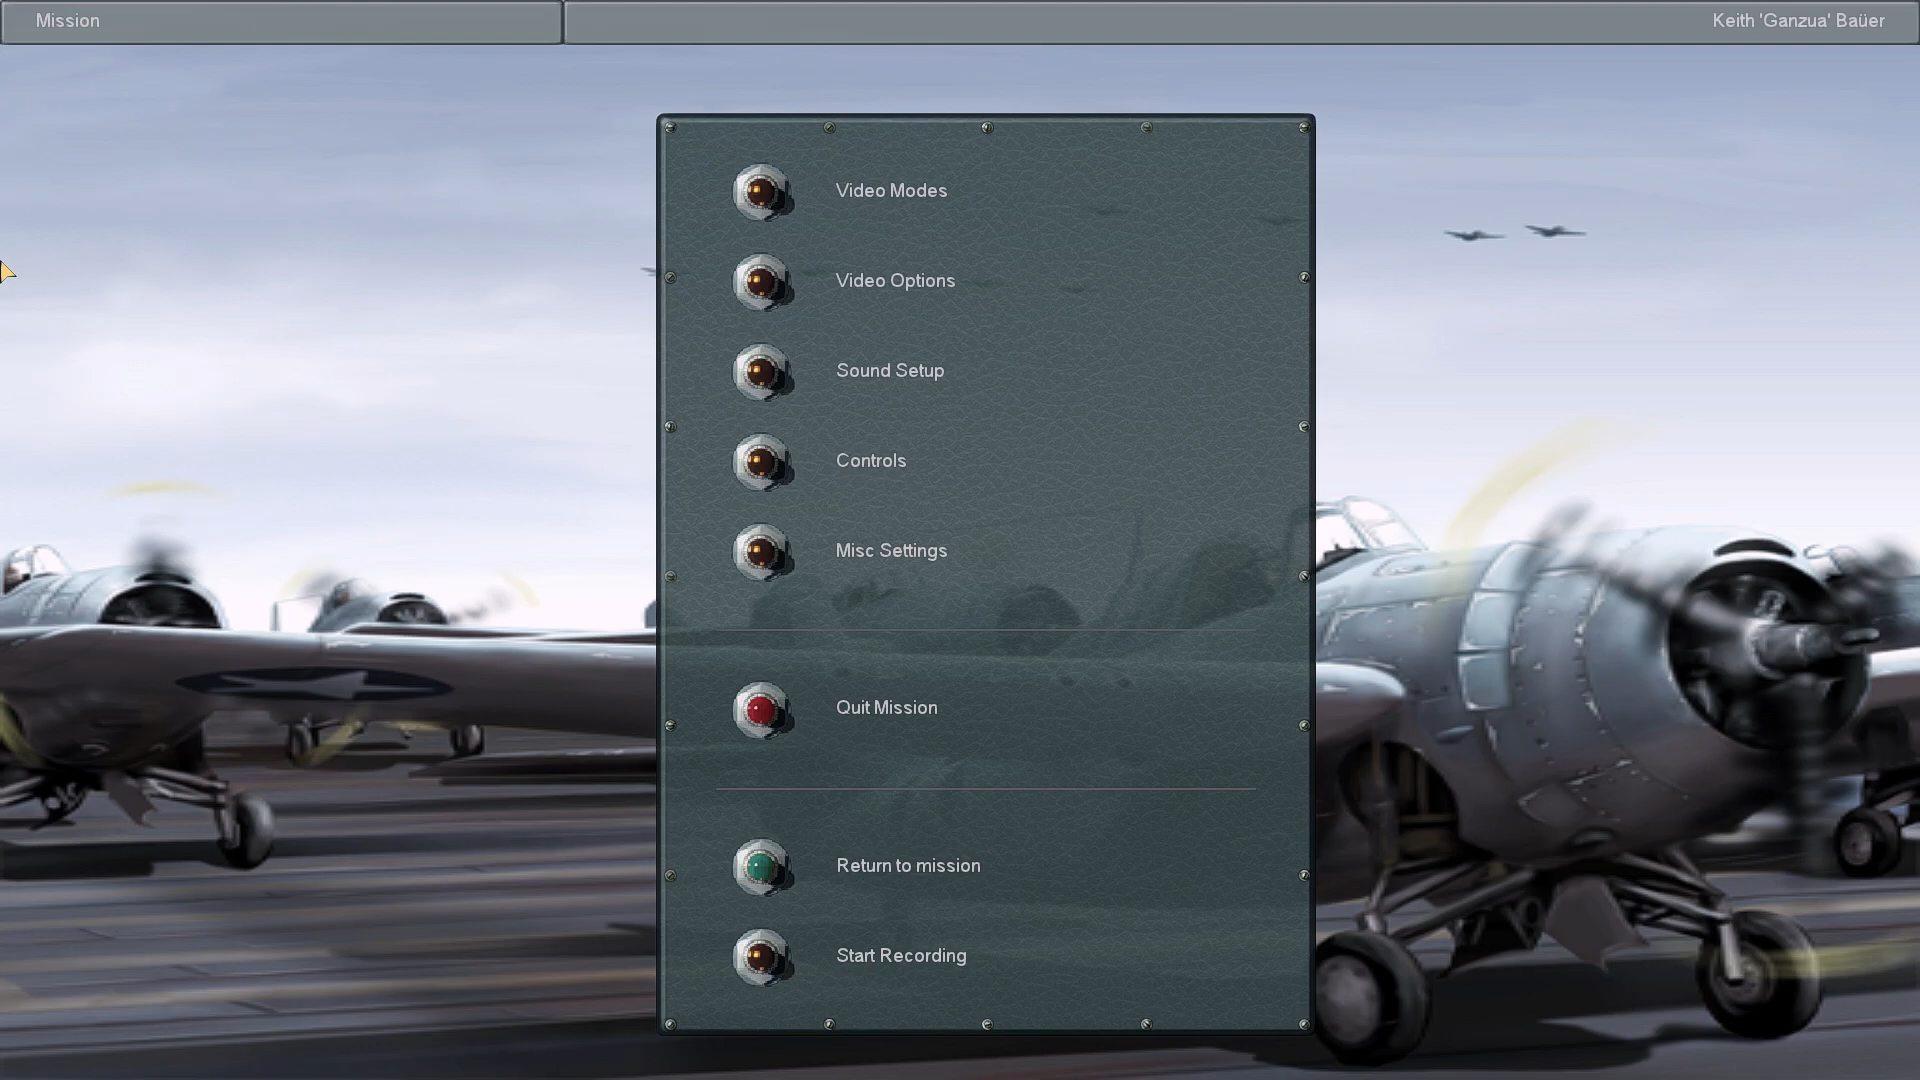 Mission
Keith 'Ganzua' Baüer
Video Modes
Video Options
Sound Setup
Controls
Misc Settings
Quit Mission
Return to mission
Start Recording